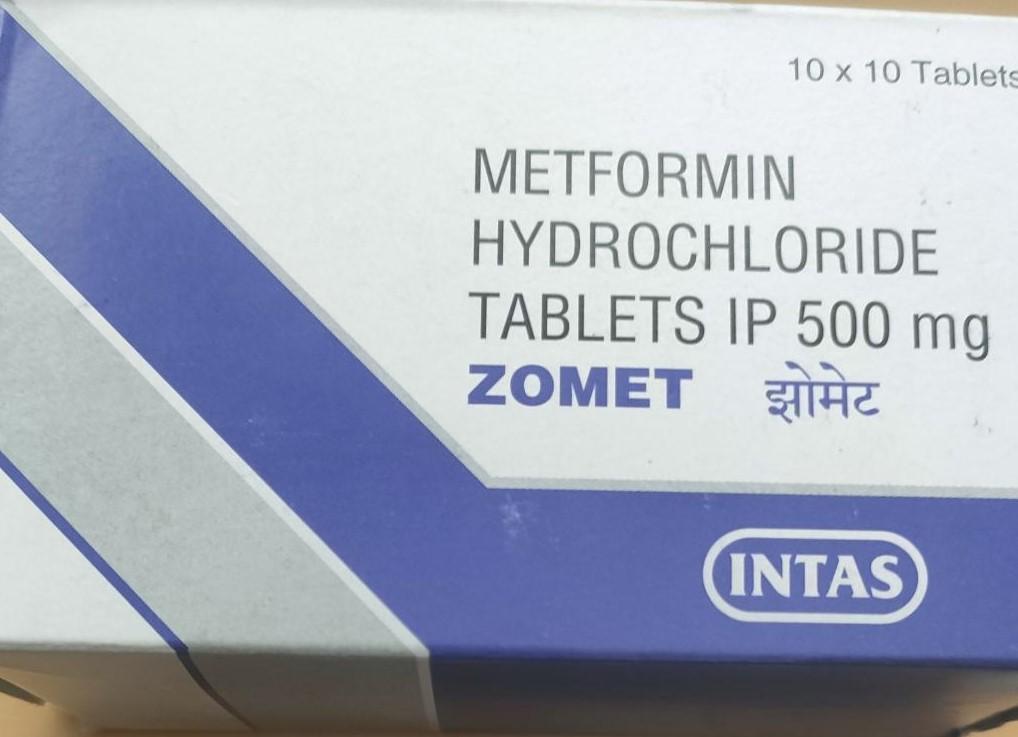 10 x 10 Tablets
METFORMIN
HYDROCHLORIDE
TABLETS IP 500 mg
ZOMET झोमेट
INTAS